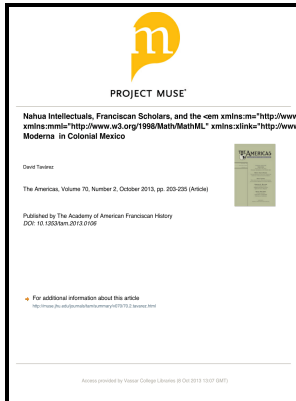 m
PROJECT MUSE®
Nahua Intellectuals, Franciscan Scholars, and the <em xmlns:m="http://www
xmlns:mml="http://www.w3.org/1998/Math/MathML" xmlns:xlink="http://www
Moderna in Colonial Mexico
David Tavárez
The Americas, Volume 70, Number 2, October 2013, pp. 203-235 (Article)
Published by The Academy of American Franciscan History
DOI: 10.1353/tam.2013.0106
AMERICAS
For additional information about this article
http://muse.jhu.edu/journals/tam/summary/v070/70.2.tavarez.html
Access provided by Vassar College Libraries (8 Oct 2013 13:07 GMT)